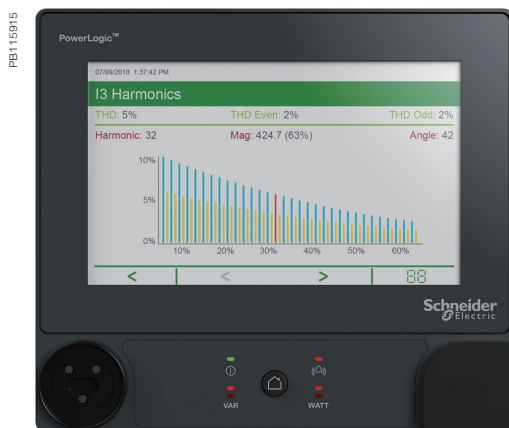 PB115915
PowerLogic™
07/09/2018 1:37:42 PM
I3 Harmonics
THD: 5% THD Even: 2% THD Odd: 2%
Harmonic: 32 Mag: 424.7 (63%) Angle: 42
10%
5%
0%
10% 20% 30% 40% 50% 60%
< < > 88
Schneider
Electric
VAR WATT